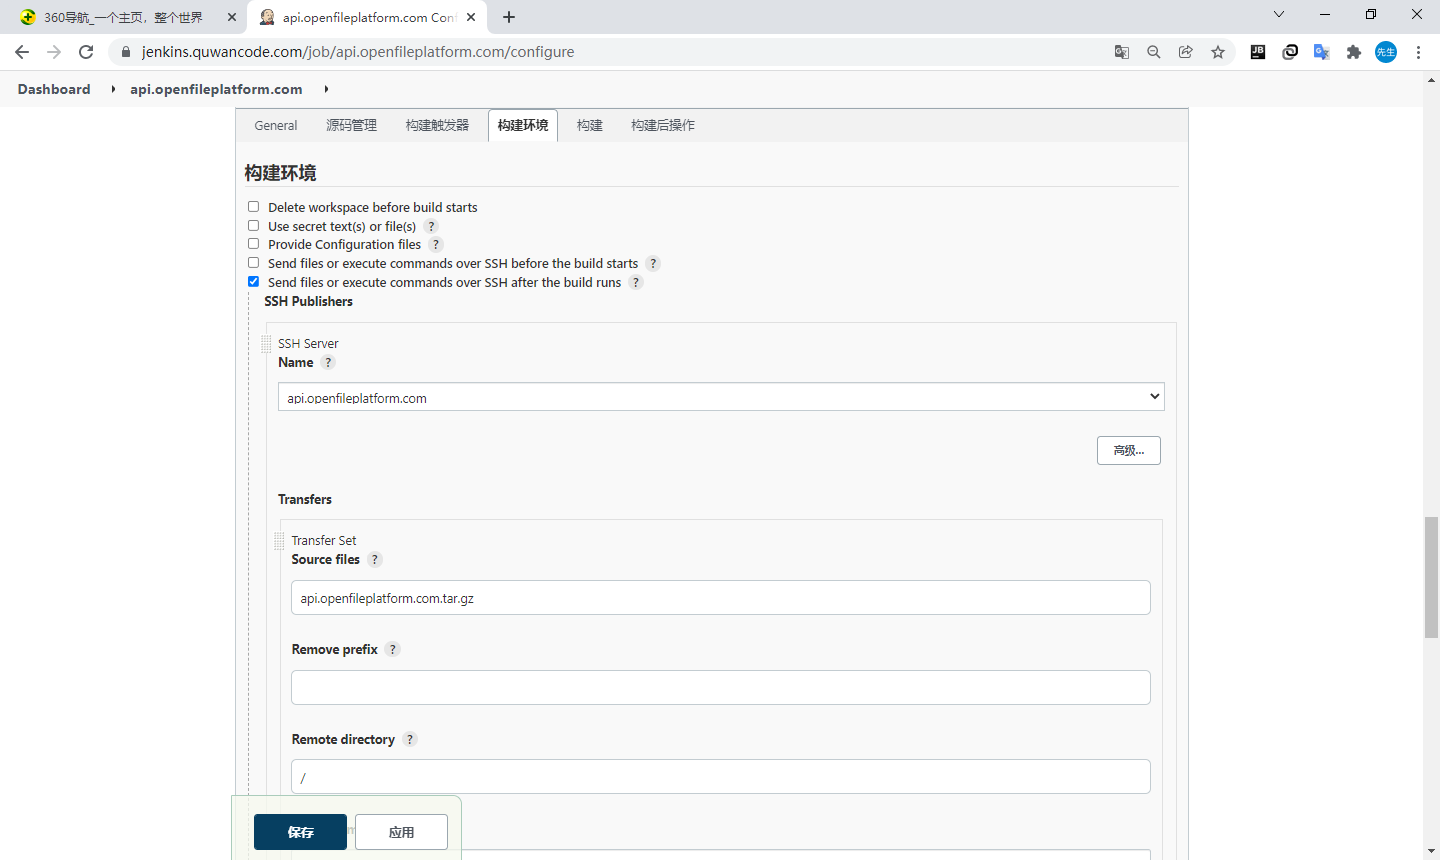 360导航_一个主页，整个世界
api.openfileplatform.com Conf
jenkins.quwancode.com/job/api.openfileplatform.com/configure
JB
先生
Dashboard
api.openfileplatform.com
General
源码管理
构建触发器
构建环境
构建
构建后操作
构建环境
Delete workspace before build starts
Use secret text(s) or file(s) ?
Provide Configuration files ?
Send files or execute commands over SSH before the build starts ?
Send files or execute commands over SSH after the build runs ?
SSH Publishers
SSH Server
Name ?
api.openfileplatform.com
高级...
Transfers
Transfer Set
Source files ?
api.openfileplatform.com.tar.gz
Remove prefix ?
Remote directory ?
/
保存
应用